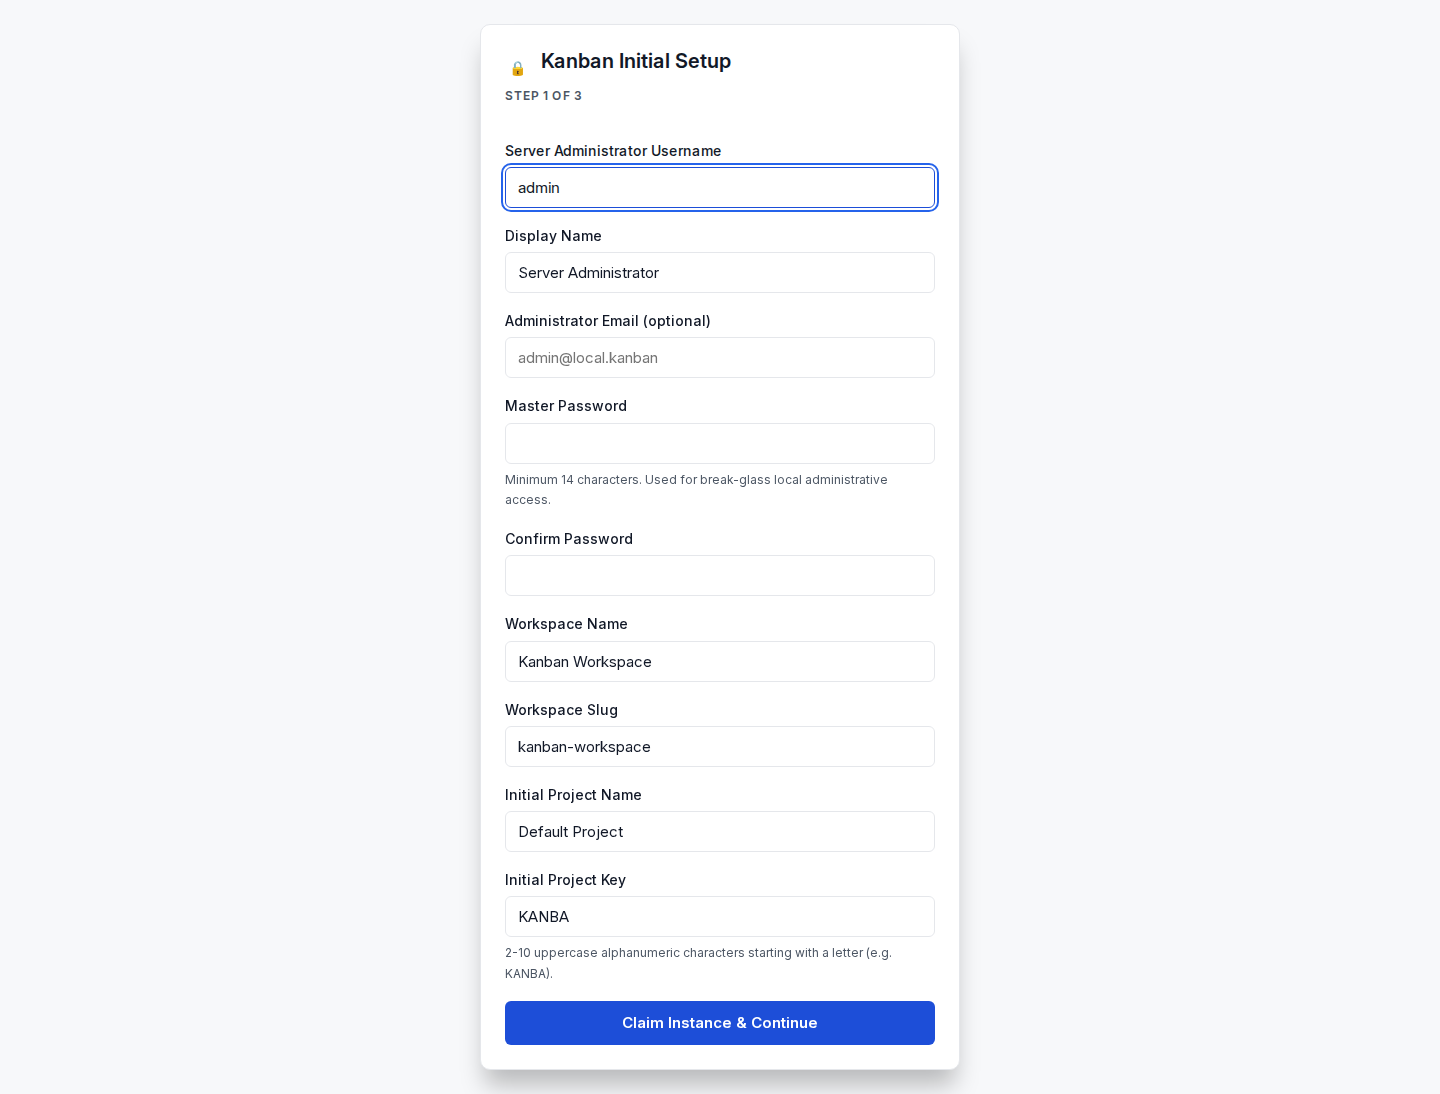 Kanban Initial Setup
STEP 1 OF 3
Server Administrator Username
admin
Display Name
Server Administrator
Administrator Email (optional)
admin@local.kanban
Master Password
Minimum 14 characters. Used for break-glass local administrative
access.
Confirm Password
Workspace Name
Kanban Workspace
Workspace Slug
kanban-workspace
Initial Project Name
Default Project
Initial Project Key
KANBA
2-10 uppercase alphanumeric characters starting with a letter (e.g.
KANBA).
Claim Instance & Continue